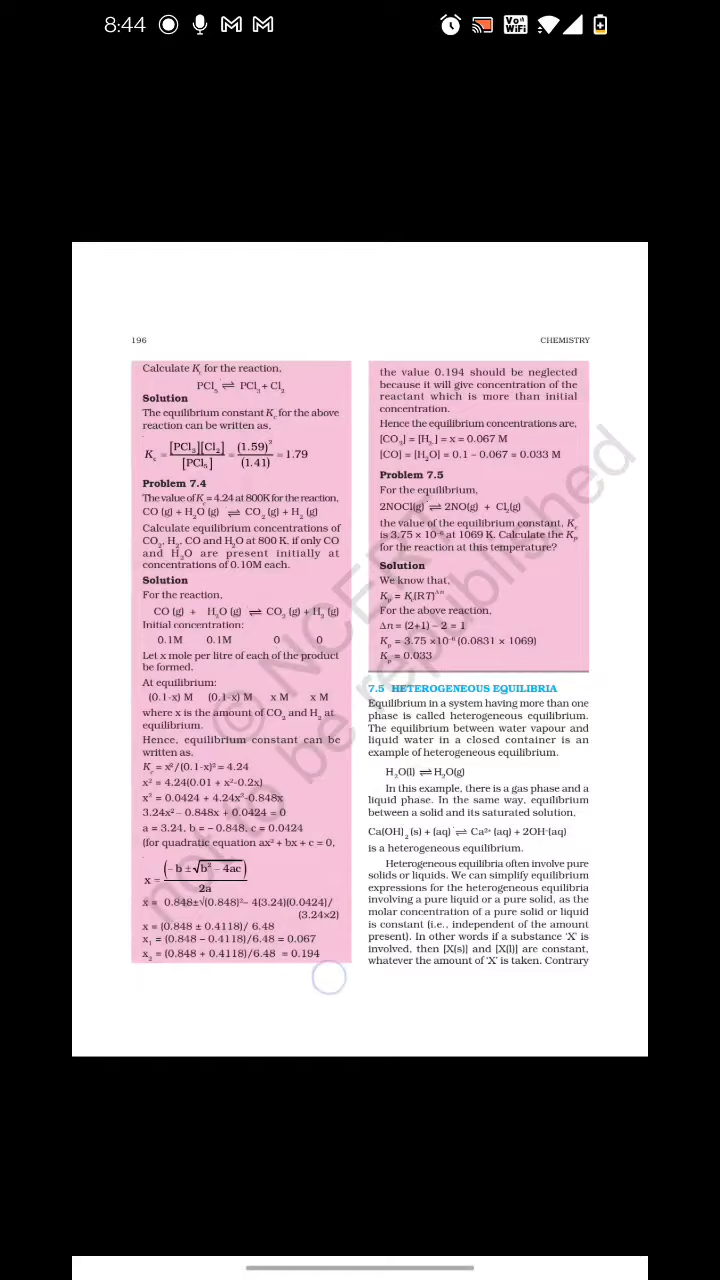 8:44
Vo WiFi
196
CHEMISTRY
Calculate Kc for the reaction,
PCl5 ⇌ PCl3 + Cl2
Solution
The equilibrium constant Kc for the above
reaction can be written as,
Kc = [PCl3][Cl2] / [PCl5] = (1.59)² / (1.41) = 1.79
Problem 7.4
The value of Kc = 4.24 at 800K for the reaction,
CO (g) + H2O (g) ⇌ CO2 (g) + H2 (g)
Calculate equilibrium concentrations of
CO2, H2, CO and H2O at 800 K, if only CO
and H2O are present initially at
concentrations of 0.10M each.
Solution
For the reaction,
CO (g) + H2O (g) ⇌ CO2 (g) + H2 (g)
Initial concentration:
0.1M 0.1M 0 0
Let x mole per litre of each of the product
be formed.
At equilibrium:
(0.1-x) M (0.1-x) M x M x M
where x is the amount of CO2 and H2 at
equilibrium.
Hence, equilibrium constant can be
written as,
Kc = x²/(0.1-x)² = 4.24
x² = 4.24(0.01 + x²-0.2x)
x² = 0.0424 + 4.24x²-0.848x
3.24x² – 0.848x + 0.0424 = 0
a = 3.24, b = – 0.848, c = 0.0424
(for quadratic equation ax² + bx + c = 0,
x = (– b ± √b² – 4ac) / 2a
x = 0.848±√(0.848)²– 4(3.24)(0.0424)/
(3.24×2)
x = (0.848 ± 0.4118)/ 6.48
x1 = (0.848 – 0.4118)/6.48 = 0.067
x2 = (0.848 + 0.4118)/6.48 = 0.194
the value 0.194 should be neglected
because it will give concentration of the
reactant which is more than initial
concentration.
Hence the equilibrium concentrations are,
[CO2] = [H2-] = x = 0.067 M
[CO] = [H2O] = 0.1 – 0.067 = 0.033 M
Problem 7.5
For the equilibrium,
2NOCl(g) ⇌ 2NO(g) + Cl2(g)
the value of the equilibrium constant, Kc
is 3.75 × 10–6 at 1069 K. Calculate the Kp
for the reaction at this temperature?
Solution
We know that,
Kp = Kc(RT)Δn
For the above reaction,
Δn = (2+1) – 2 = 1
Kp = 3.75 ×10–6 (0.0831 × 1069)
Kp = 0.033
7.5 HETEROGENEOUS EQUILIBRIA
Equilibrium in a system having more than one
phase is called heterogeneous equilibrium.
The equilibrium between water vapour and
liquid water in a closed container is an
example of heterogeneous equilibrium.
H2O(l) ⇌ H2O(g)
In this example, there is a gas phase and a
liquid phase. In the same way, equilibrium
between a solid and its saturated solution,
Ca(OH)2 (s) + (aq) ⇌ Ca2+ (aq) + 2OH–(aq)
is a heterogeneous equilibrium.
Heterogeneous equilibria often involve pure
solids or liquids. We can simplify equilibrium
expressions for the heterogeneous equilibria
involving a pure liquid or a pure solid, as the
molar concentration of a pure solid or liquid
is constant (i.e., independent of the amount
present). In other words if a substance ‘X’ is
involved, then [X(s)] and [X(l)] are constant,
whatever the amount of ‘X’ is taken. Contrary
© NCERT
not to be republished